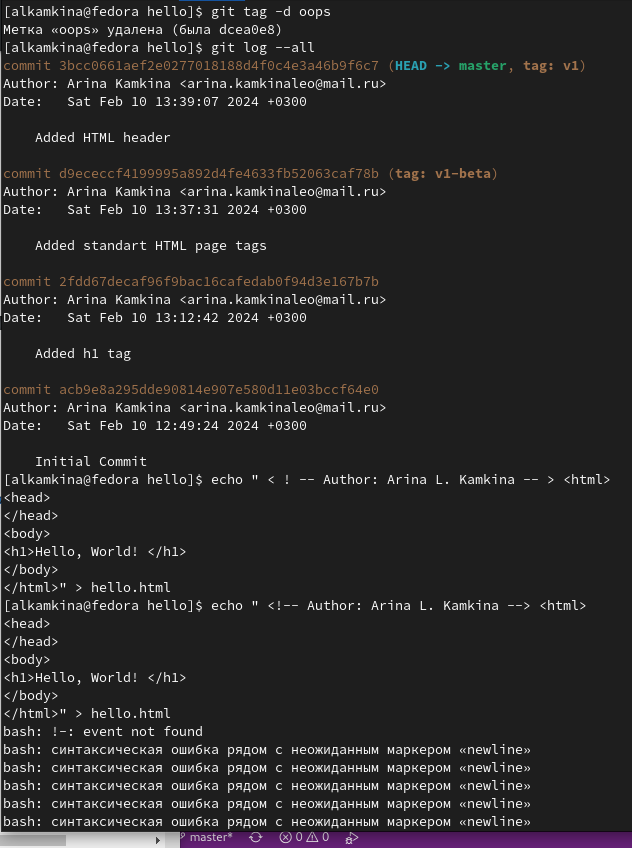 [alkamkina@fedora hello]$ git tag -d oops
Метка «oops» удалена (была dcea0e8)
[alkamkina@fedora hello]$ git log --all
commit 3bcc0661aef2e0277018188d4f0c4e3a46b9f6c7 (HEAD -> master, tag: v1)
Author: Arina Kamkina <arina.kamkinaleo@mail.ru>
Date:   Sat Feb 10 13:39:07 2024 +0300

    Added HTML header

commit d9ececcf4199995a892d4fe4633fb52063caf78b (tag: v1-beta)
Author: Arina Kamkina <arina.kamkinaleo@mail.ru>
Date:   Sat Feb 10 13:37:31 2024 +0300

    Added standart HTML page tags

commit 2fdd67decaf96f9bac16cafedab0f94d3e167b7b
Author: Arina Kamkina <arina.kamkinaleo@mail.ru>
Date:   Sat Feb 10 13:12:42 2024 +0300

    Added h1 tag

commit acb9e8a295dde90814e907e580d11e03bccf64e0
Author: Arina Kamkina <arina.kamkinaleo@mail.ru>
Date:   Sat Feb 10 12:49:24 2024 +0300

    Initial Commit
[alkamkina@fedora hello]$ echo " < ! -- Author: Arina L. Kamkina -- > <html>
<head>
</head>
<body>
<h1>Hello, World! </h1>
</body>
</html>" > hello.html
[alkamkina@fedora hello]$ echo " <!-- Author: Arina L. Kamkina --> <html>
<head>
</head>
<body>
<h1>Hello, World! </h1>
</body>
</html>" > hello.html
bash: !-: event not found
bash: синтаксическая ошибка рядом с неожиданным маркером «newline»
bash: синтаксическая ошибка рядом с неожиданным маркером «newline»
bash: синтаксическая ошибка рядом с неожиданным маркером «newline»
bash: синтаксическая ошибка рядом с неожиданным маркером «newline»
bash: синтаксическая ошибка рядом с неожиданным маркером «newline»
master* 0 0